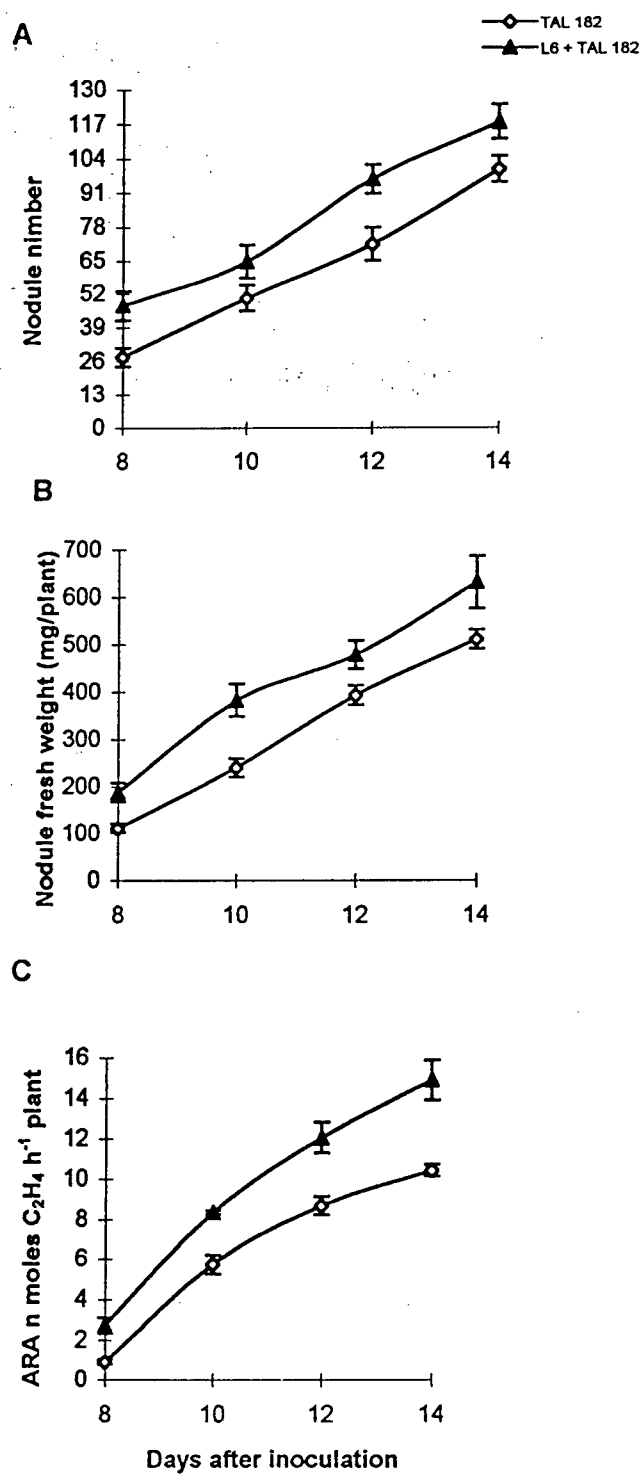 TAL 182
L6 + TAL 182
A
130
117
104
91
78
65
52
39
26
13
0
Nodule nimber
8 10 12 14
B
700
600
500
400
300
200
100
0
Nodule fresh weight (mg/plant)
8 10 12 14
C
16
14
12
10
8
6
4
2
0
ARA n moles C₂H₄ h⁻¹ plant
8 10 12 14
Days after inoculation